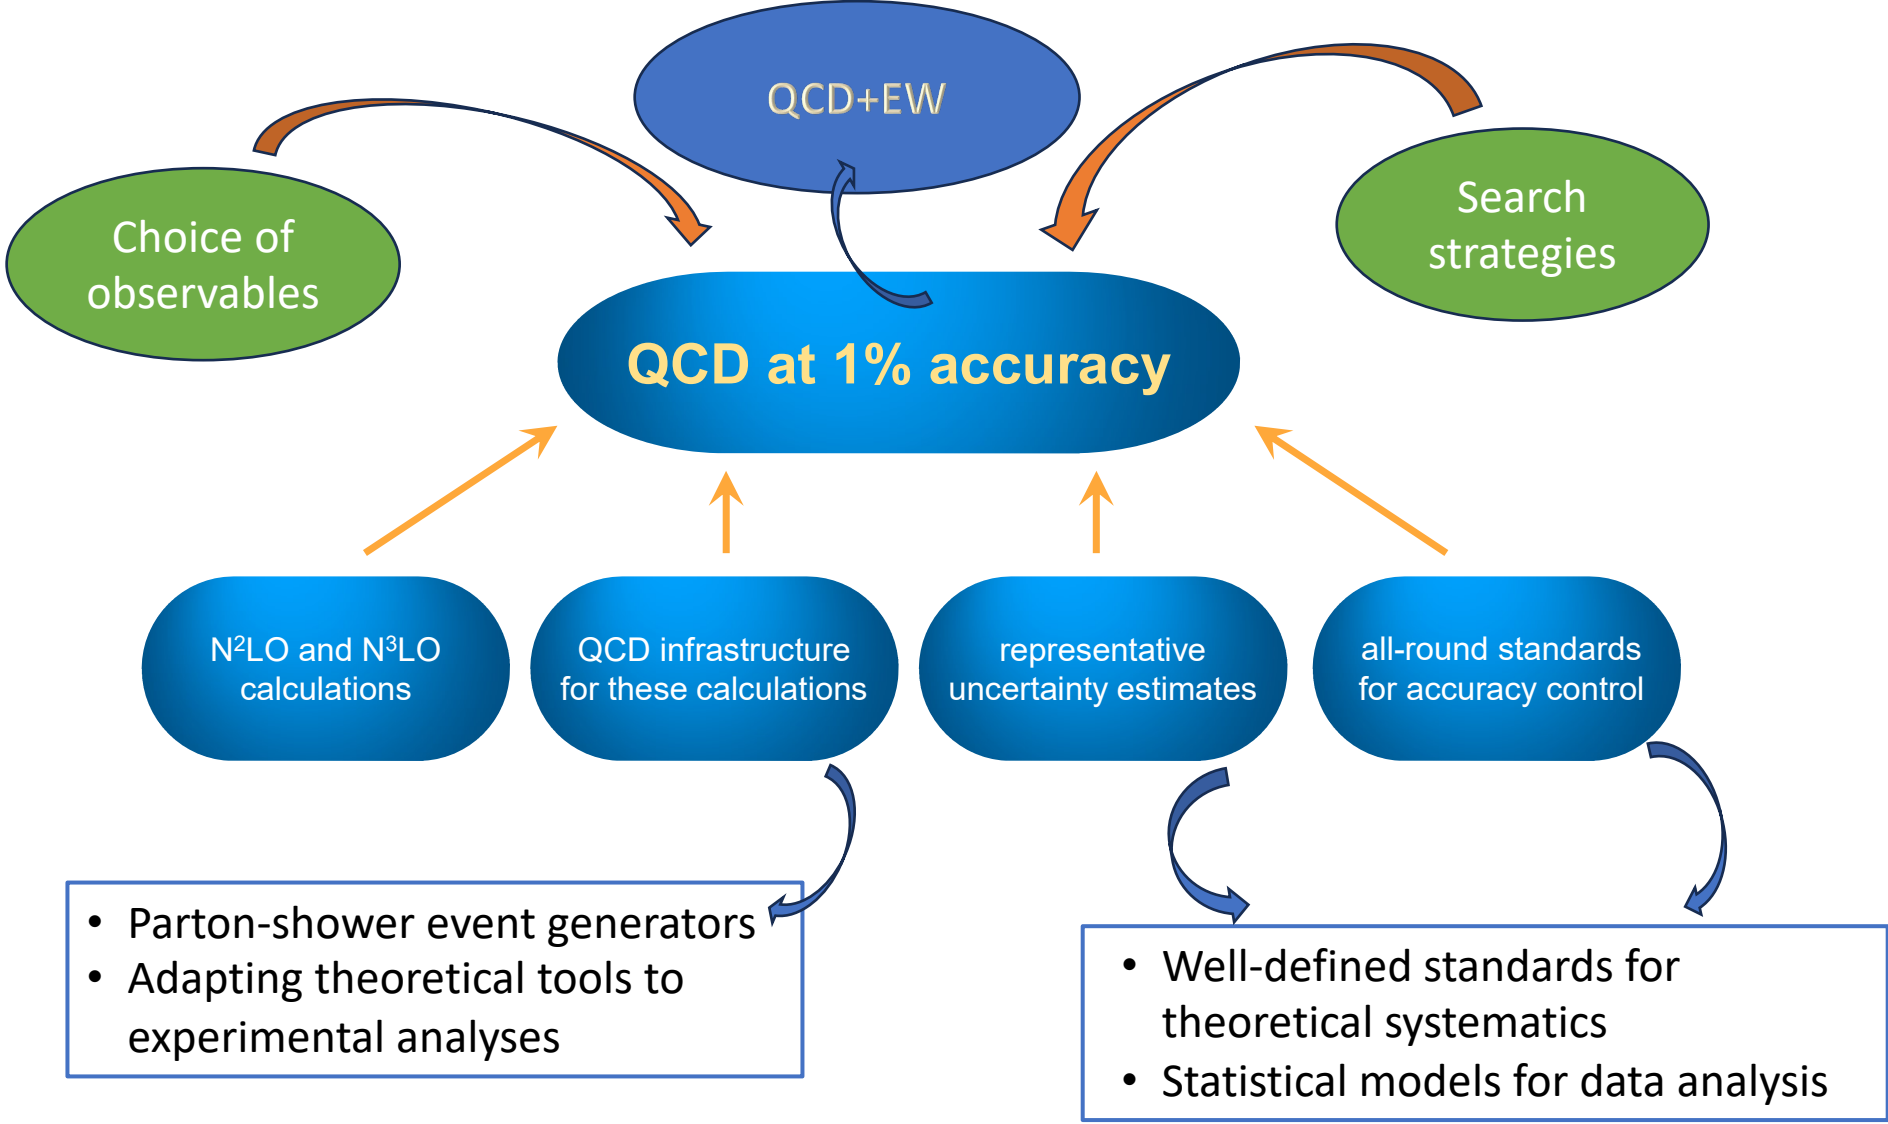 QCD+EW
Choice of
observables
Search
strategies
QCD at 1% accuracy
N²LO and N³LO
calculations
QCD infrastructure
for these calculations
representative
uncertainty estimates
all-round standards
for accuracy control
• Parton-shower event generators
• Adapting theoretical tools to
experimental analyses
• Well-defined standards for
theoretical systematics
• Statistical models for data analysis